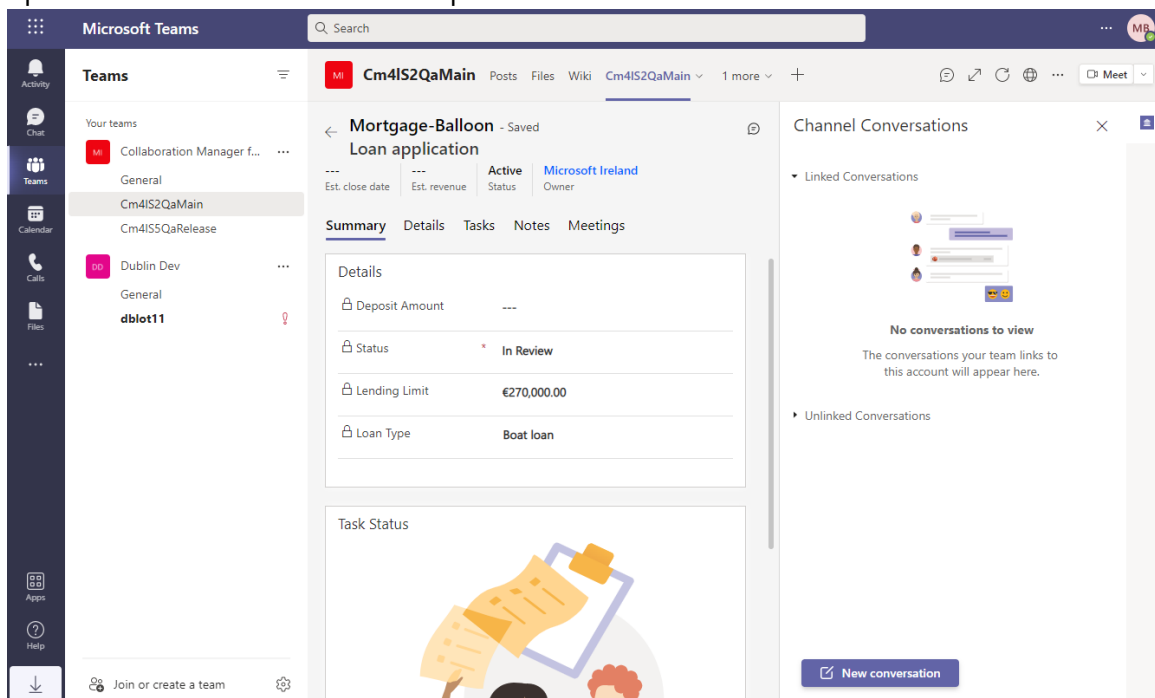 Microsoft Teams
Search
MB
Activity
Chat
Teams
Calendar
Calls
Files
Apps
Help
Teams
Your teams
MI Collaboration Manager f...
General
Cm4IS2QaMain
Cm4IS5QaRelease
DD Dublin Dev
General
dblot11
Join or create a team
MI Cm4IS2QaMain Posts Files Wiki Cm4IS2QaMain 1 more
Meet
Mortgage-Balloon - Saved
Loan application
--- --- Active Microsoft Ireland
Est. close date Est. revenue Status Owner
Summary Details Tasks Notes Meetings
Details
Deposit Amount ---
Status * In Review
Lending Limit €270,000.00
Loan Type Boat loan
Task Status
Channel Conversations
Linked Conversations
No conversations to view
The conversations your team links to
this account will appear here.
Unlinked Conversations
New conversation